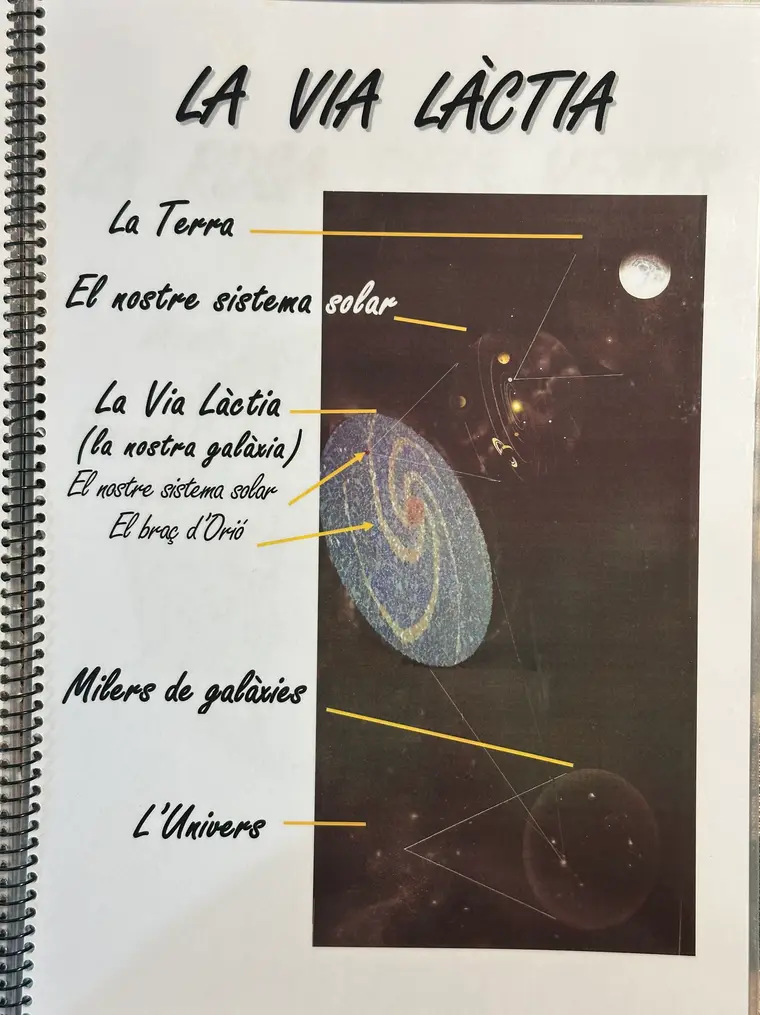 LA VIA LÀCTIA
La Terra
El nostre sistema solar
La Via Làctia
(la nostra galàxia)
El nostre sistema solar
El braç d'Orió
Milers de galàxies
L'Univers